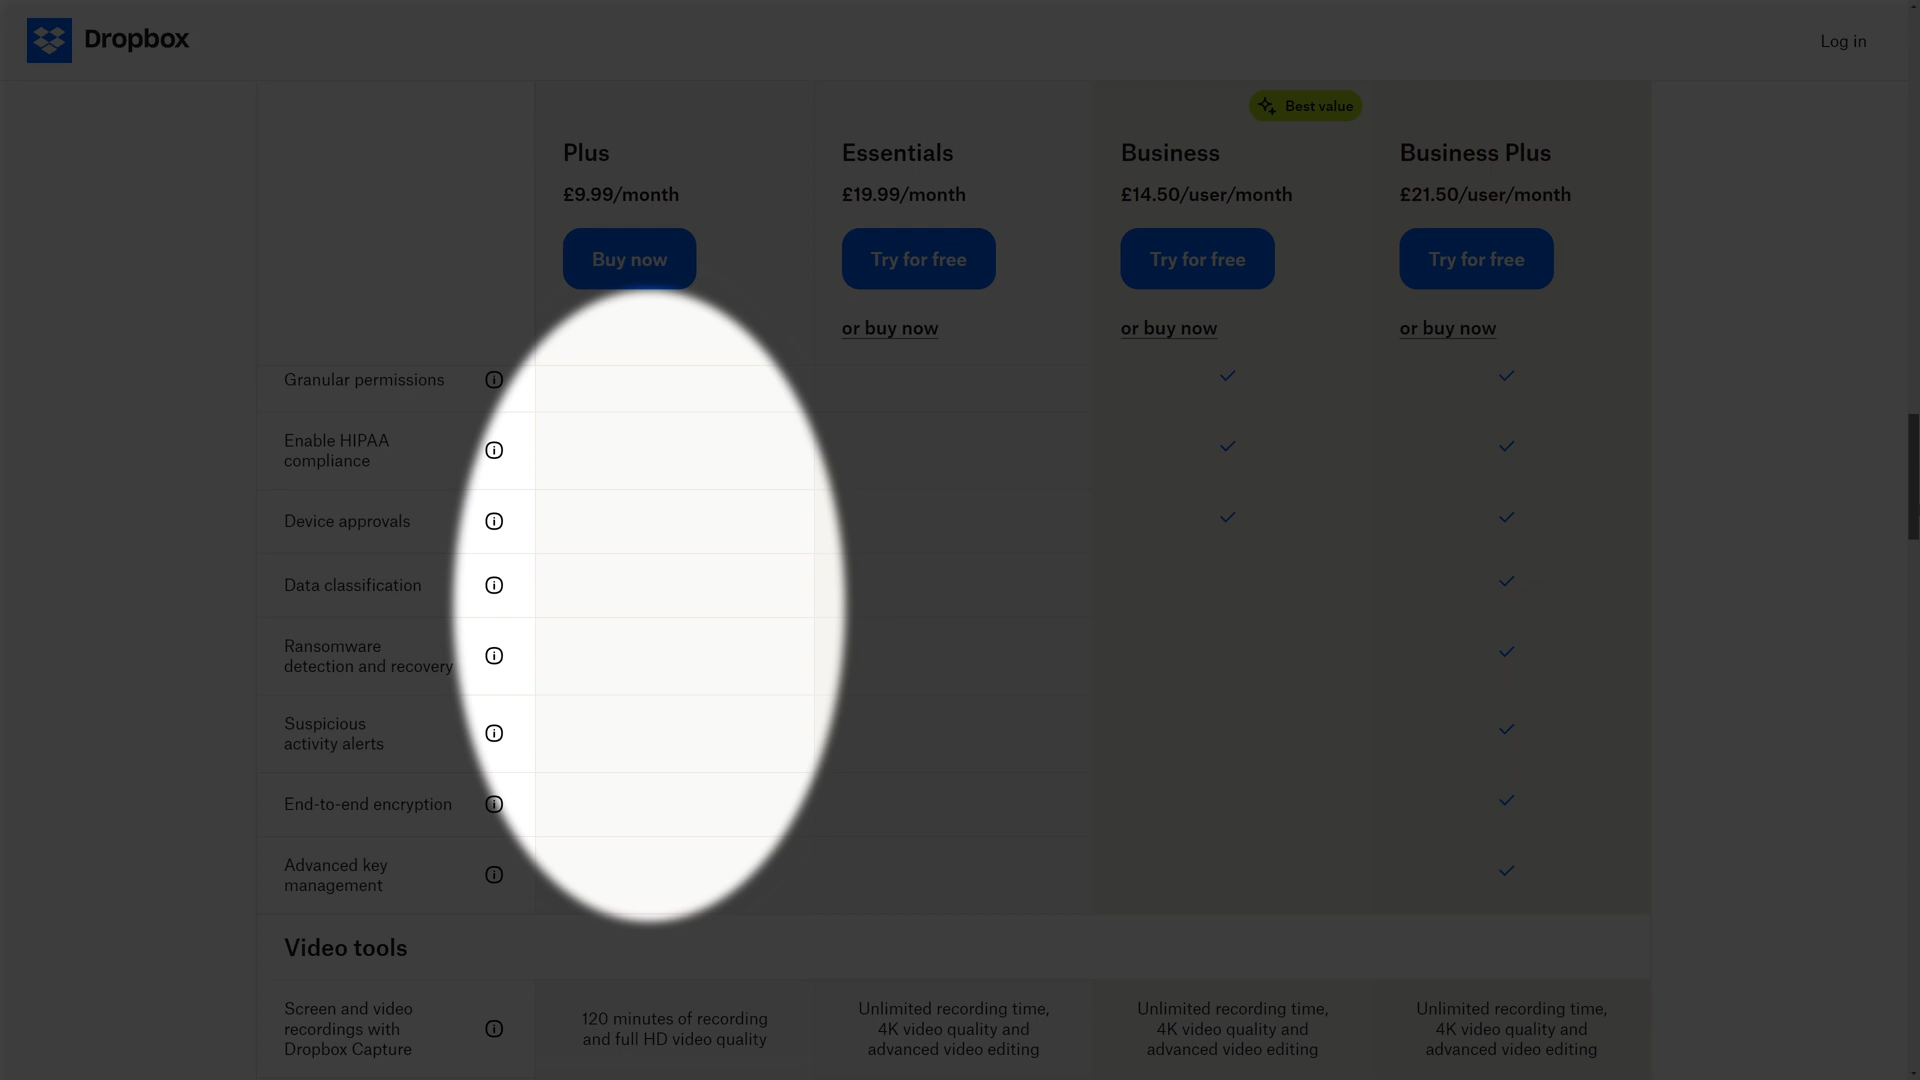 Dropbox
Log in
Best value
Plus
Essentials
Business
Business Plus
£9.99/month
£19.99/month
£14.50/user/month
£21.50/user/month
Buy now
Try for free
Try for free
Try for free
or buy now
or buy now
or buy now
Granular permissions
Enable HIPAA
compliance
Device approvals
Data classification
Ransomware
detection and recovery
Suspicious
activity alerts
End-to-end encryption
Advanced key
management
Video tools
Screen and video
recordings with
Dropbox Capture
120 minutes of recording
and full HD video quality
Unlimited recording time,
4K video quality and
advanced video editing
Unlimited recording time,
4K video quality and
advanced video editing
Unlimited recording time,
4K video quality and
advanced video editing